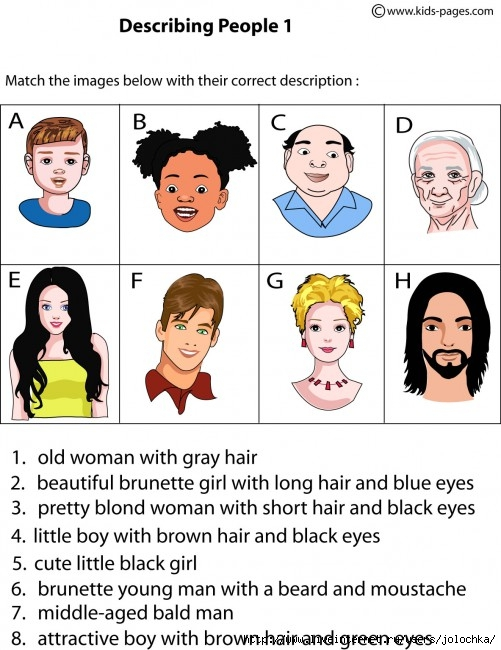 ©www.kids-pages.com
Describing People 1
Match the images below with their correct description :
A B C D
E F G H
1. old woman with gray hair
2. beautiful brunette girl with long hair and blue eyes
3. pretty blond woman with short hair and black eyes
4. little boy with brown hair and black eyes
5. cute little black girl
6. brunette young man with a beard and moustache
7. middle-aged bald man
8. attractive boy with brown hair and green eyes
/users/jolochka/